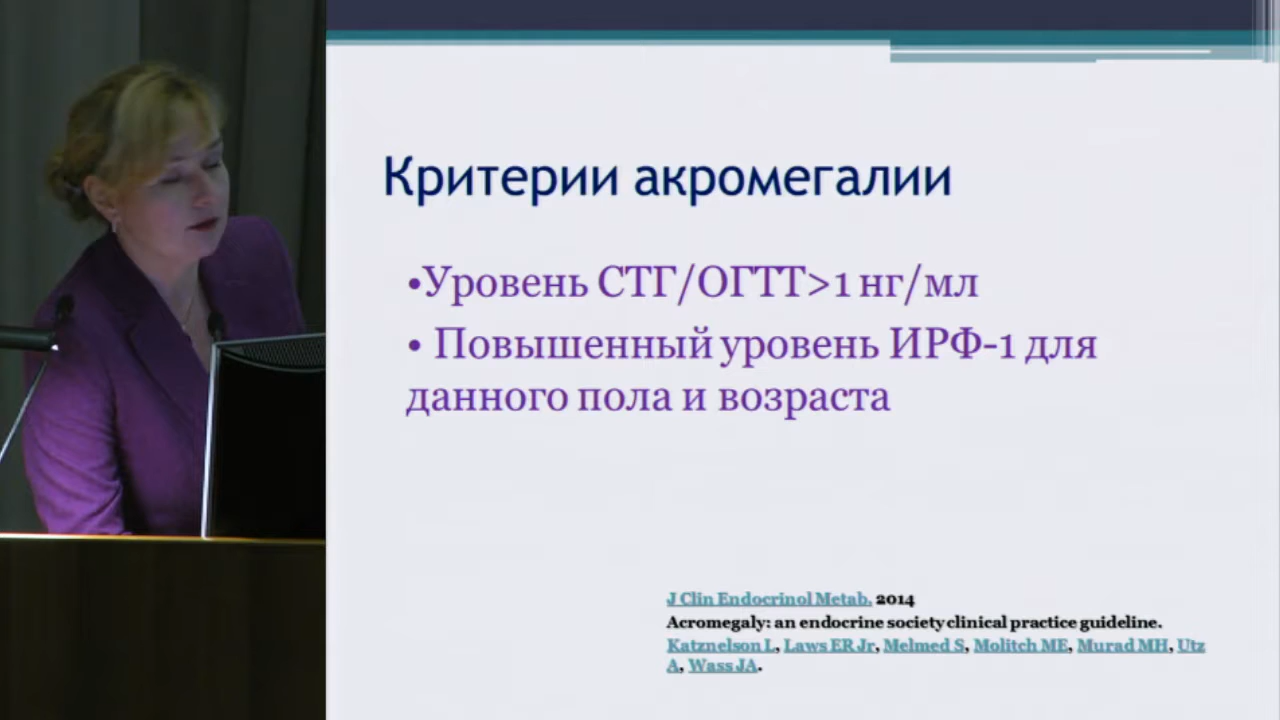 Критерии акромегалии
•Уровень СТГ/ОГТТ>1 нг/мл
• Повышенный уровень ИРФ-1 для
данного пола и возраста
J Clin Endocrinol Metab. 2014
Acromegaly: an endocrine society clinical practice guideline.
Katznelson L, Laws ER Jr, Melmed S, Molitch ME, Murad MH, Utz
A, Wass JA.